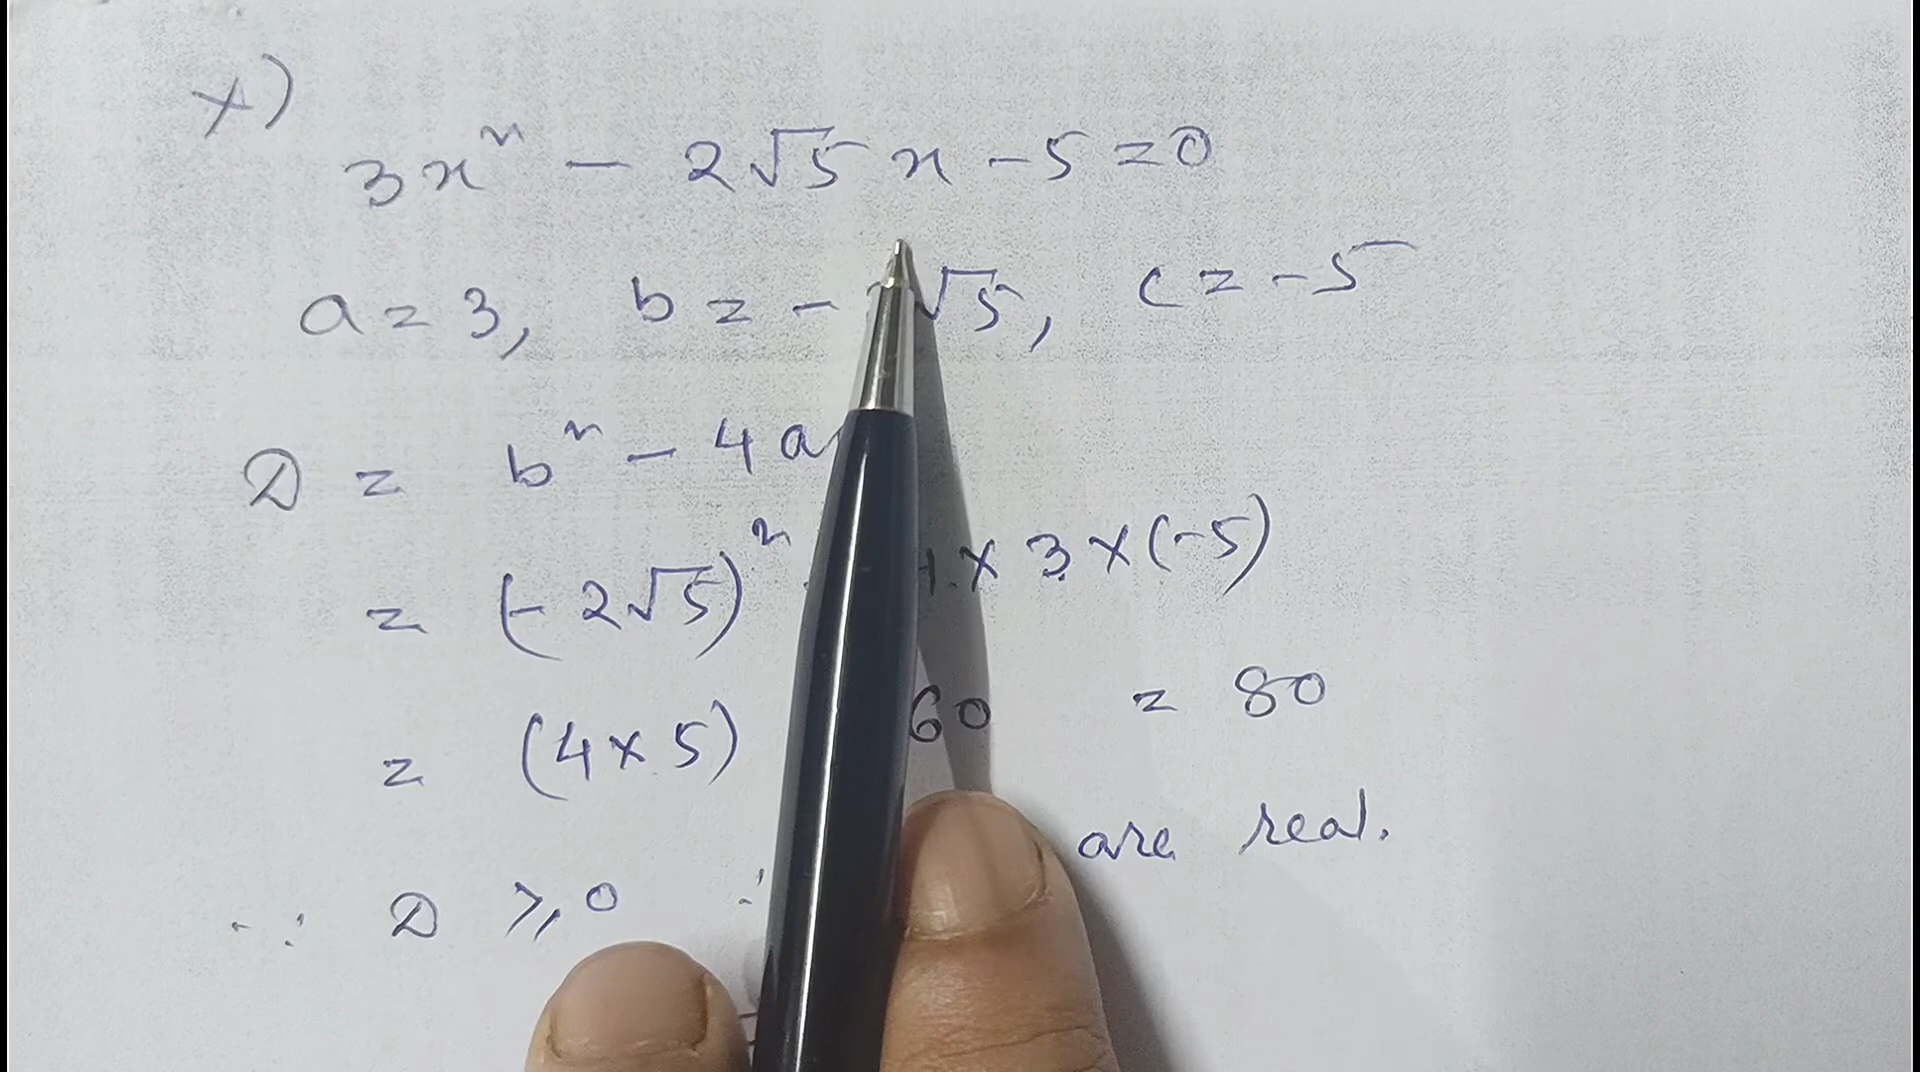 x)
3x² - 2√5 x - 5 = 0
a = 3, b = - √5, c = -5
D = b² - 4a
= (-2√5)² × 3 × (-5)
= (4 × 5) 60 = 80
∵ D ≥ 0 ∴ are real.